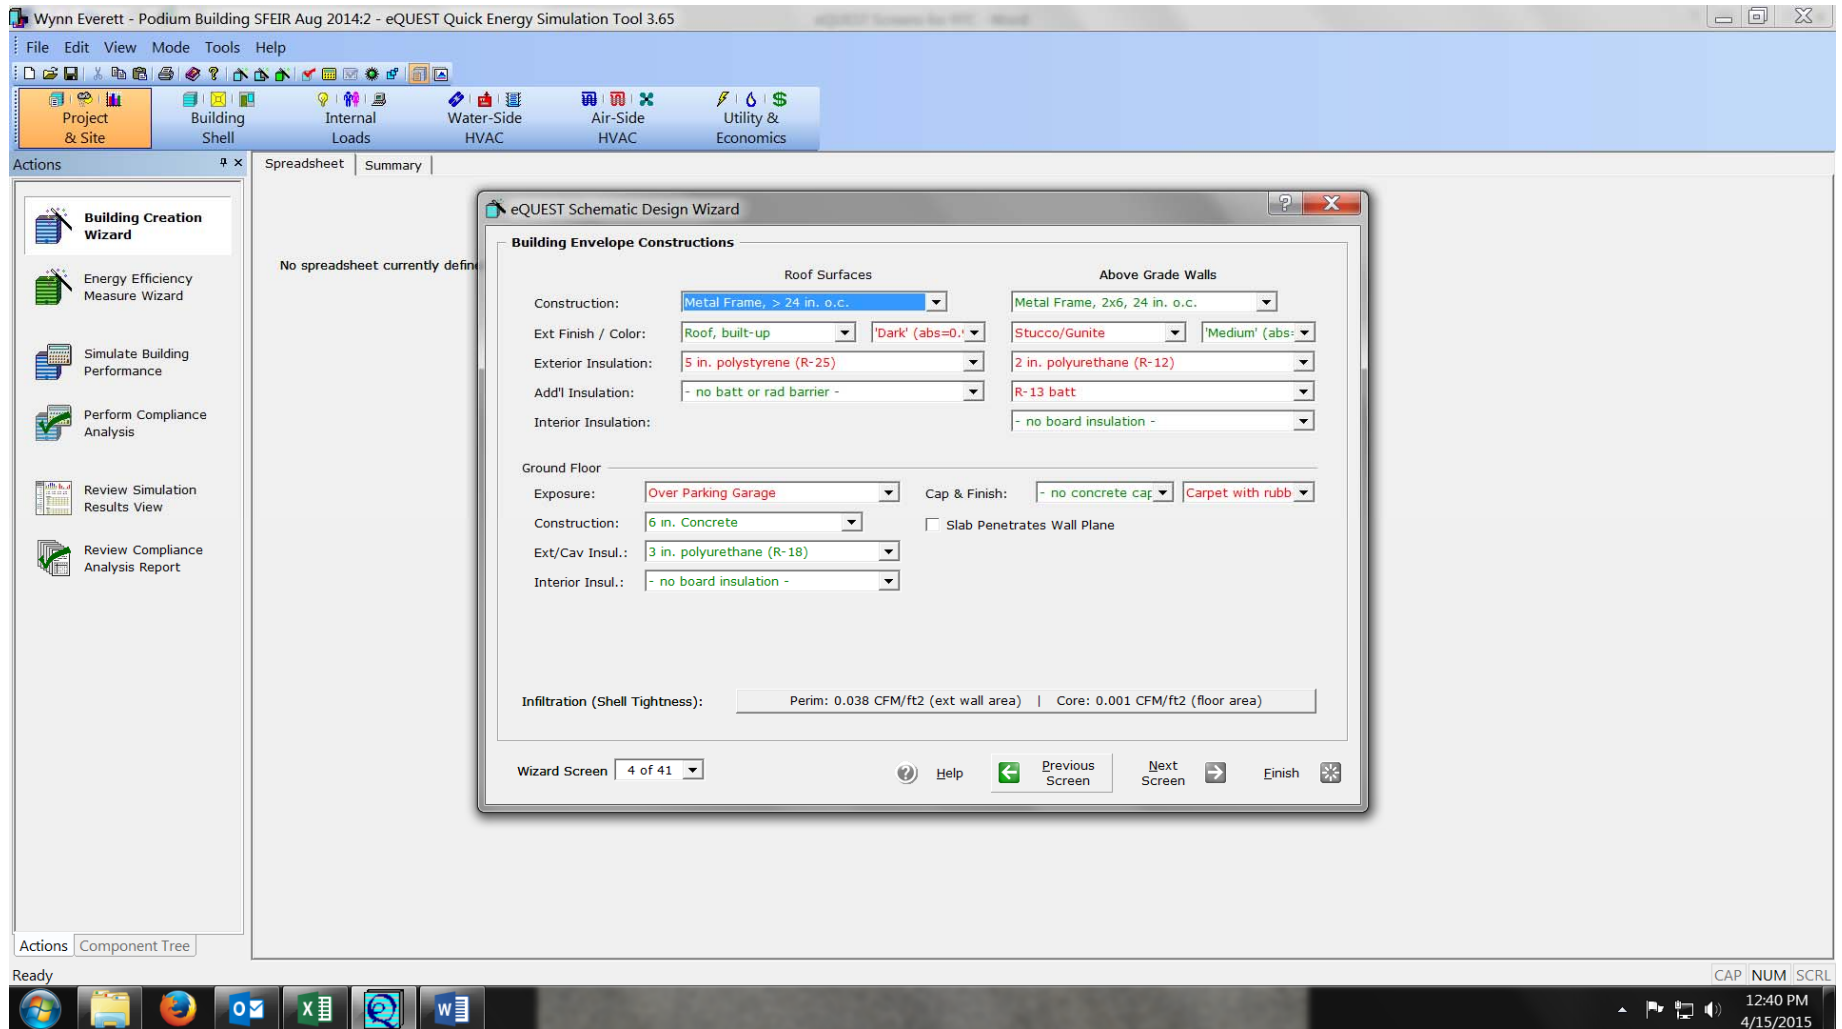 Wynn Everett - Podium Building SFEIR Aug 2014:2 - eQUEST Quick Energy Simulation Tool 3.65
File Edit View Mode Tools Help
Project & Site
Building Shell
Internal Loads
Water-Side HVAC
Air-Side HVAC
Utility & Economics
Actions
Spreadsheet Summary
Building Creation
Wizard
Energy Efficiency
Measure Wizard
Simulate Building
Performance
Perform Compliance
Analysis
Review Simulation
Results View
Review Compliance
Analysis Report
No spreadsheet currently define
eQUEST Schematic Design Wizard
Building Envelope Constructions
Roof Surfaces Above Grade Walls
Construction: Metal Frame, > 24 in. o.c. Metal Frame, 2x6, 24 in. o.c.
Ext Finish / Color: Roof, built-up 'Dark' (abs=0. Stucco/Gunite 'Medium' (abs=
Exterior Insulation: 5 in. polystyrene (R-25) 2 in. polyurethane (R-12)
Add'l Insulation: - no batt or rad barrier - R-13 batt
Interior Insulation: - no board insulation -
Ground Floor
Exposure: Over Parking Garage Cap & Finish: - no concrete cap Carpet with rubb
Construction: 6 in. Concrete Slab Penetrates Wall Plane
Ext/Cav Insul.: 3 in. polyurethane (R-18)
Interior Insul.: - no board insulation -
Infiltration (Shell Tightness): Perim: 0.038 CFM/ft2 (ext wall area) | Core: 0.001 CFM/ft2 (floor area)
Wizard Screen 4 of 41 Help Previous Screen Next Screen Finish
Actions Component Tree
Ready CAP NUM SCRL
12:40 PM
4/15/2015